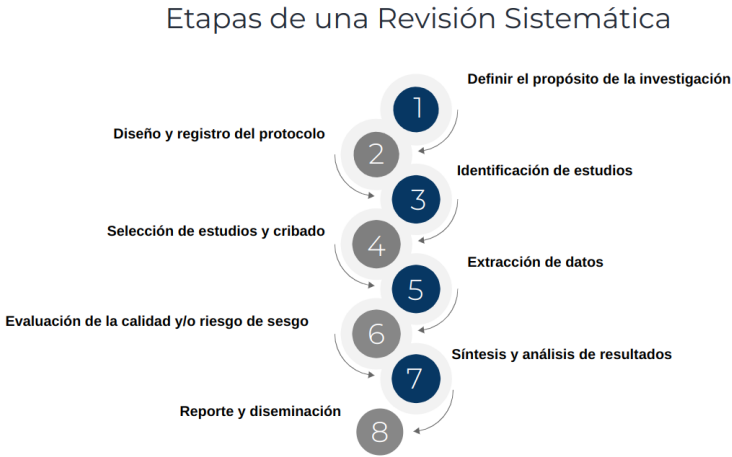 Etapas de una Revisión Sistemática
1
Definir el propósito de la investigación
Diseño y registro del protocolo
2
3
Identificación de estudios
Selección de estudios y cribado
4
5
Extracción de datos
Evaluación de la calidad y/o riesgo de sesgo
6
7
Síntesis y análisis de resultados
Reporte y diseminación
8